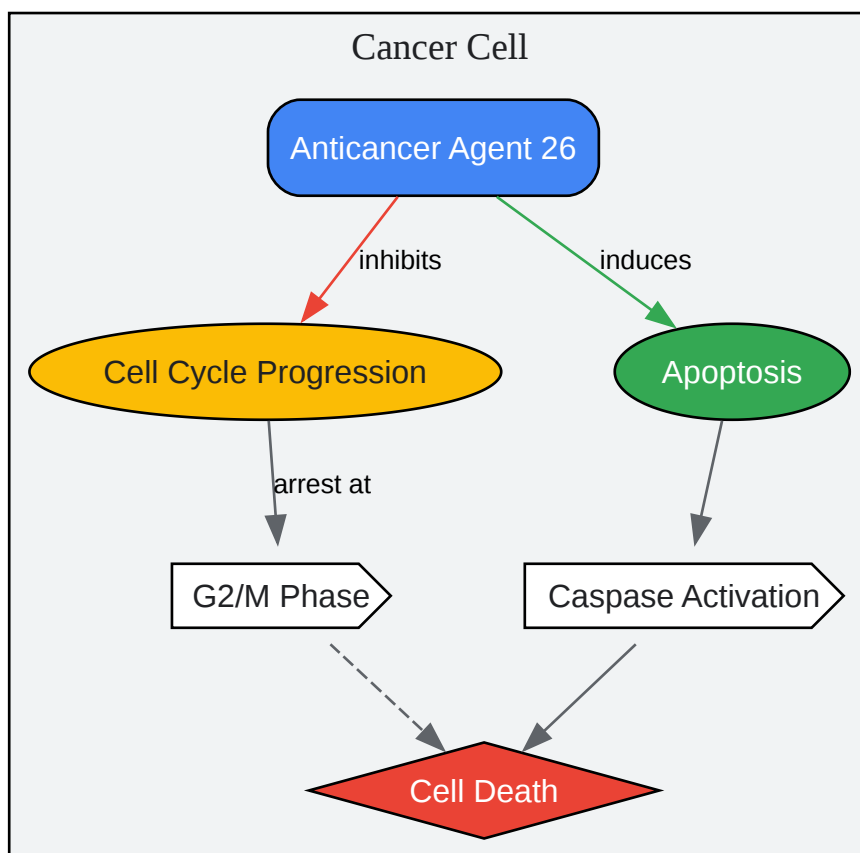 Cancer Cell
Anticancer Agent 26
inhibits
induces
Cell Cycle Progression
Apoptosis
arrest at
G2/M Phase
Caspase Activation
Cell Death